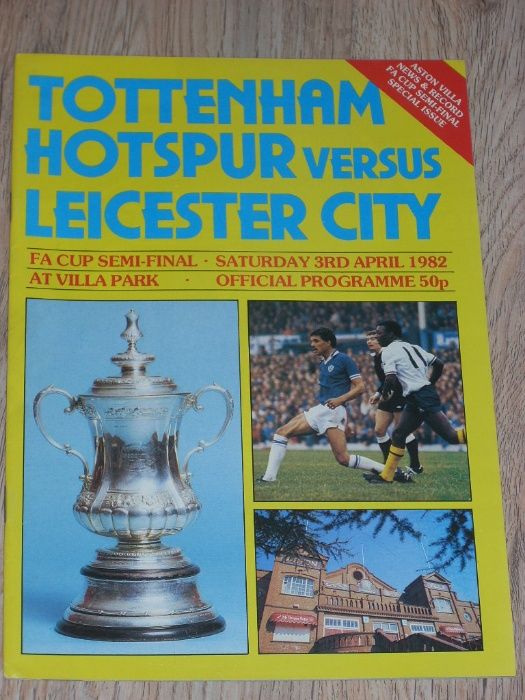 ASTON VILLA
NEWS & RECORD
FA CUP SEMI-FINAL
SPECIAL ISSUE
TOTTENHAM
HOTSPUR VERSUS
LEICESTER CITY
FA CUP SEMI-FINAL · SATURDAY 3RD APRIL 1982
AT VILLA PARK · OFFICIAL PROGRAMME 50p
11